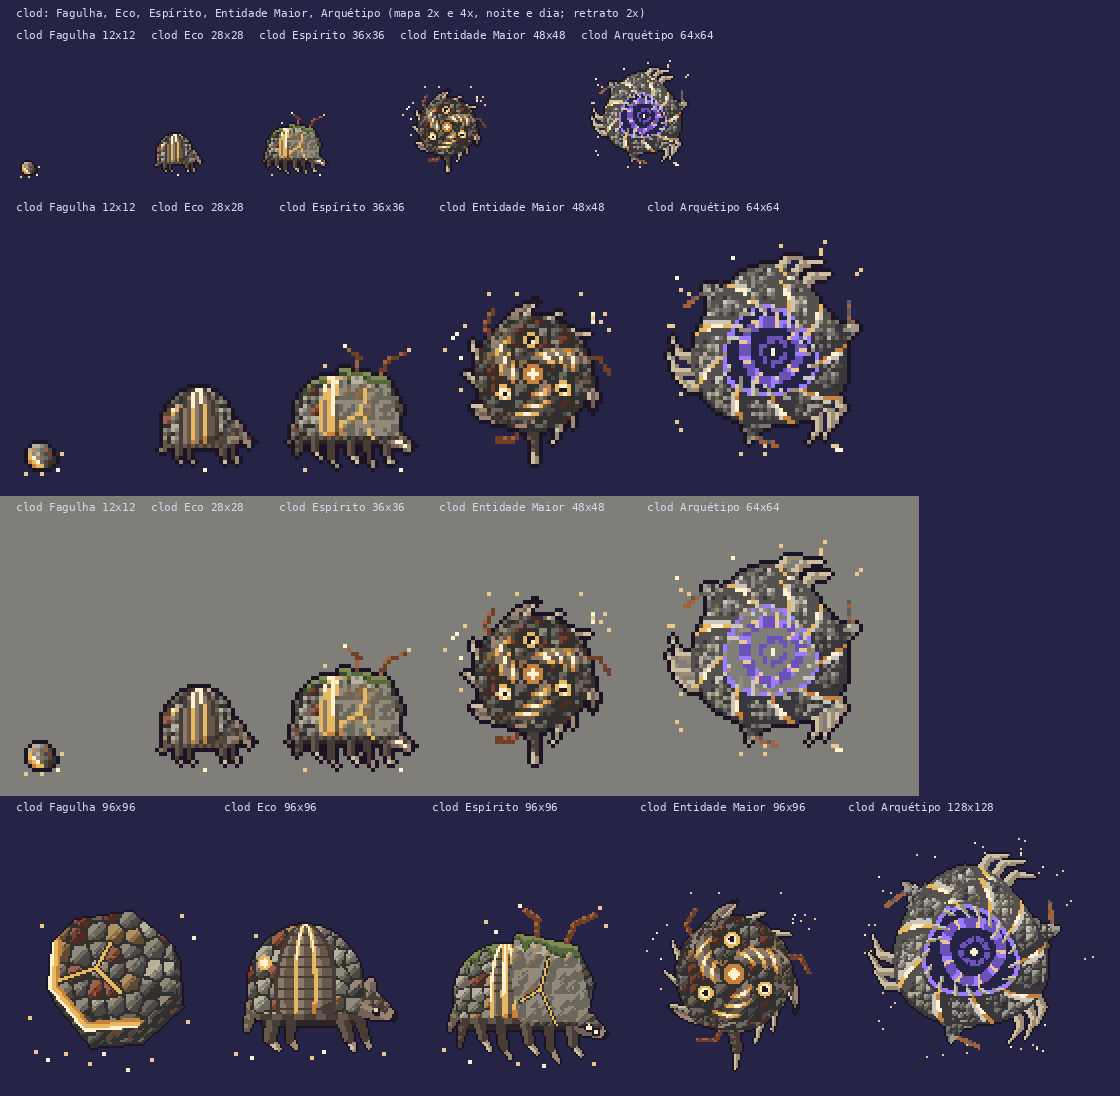 clod: Fagulha, Eco, Espírito, Entidade Maior, Arquétipo (mapa 2x e 4x, noite e dia; retrato 2x)
clod Fagulha 12x12 clod Eco 28x28 clod Espírito 36x36 clod Entidade Maior 48x48 clod Arquétipo 64x64
clod Fagulha 12x12 clod Eco 28x28 clod Espírito 36x36 clod Entidade Maior 48x48 clod Arquétipo 64x64
clod Fagulha 12x12 clod Eco 28x28 clod Espírito 36x36 clod Entidade Maior 48x48 clod Arquétipo 64x64
clod Fagulha 96x96 clod Eco 96x96 clod Espírito 96x96 clod Entidade Maior 96x96 clod Arquétipo 128x128